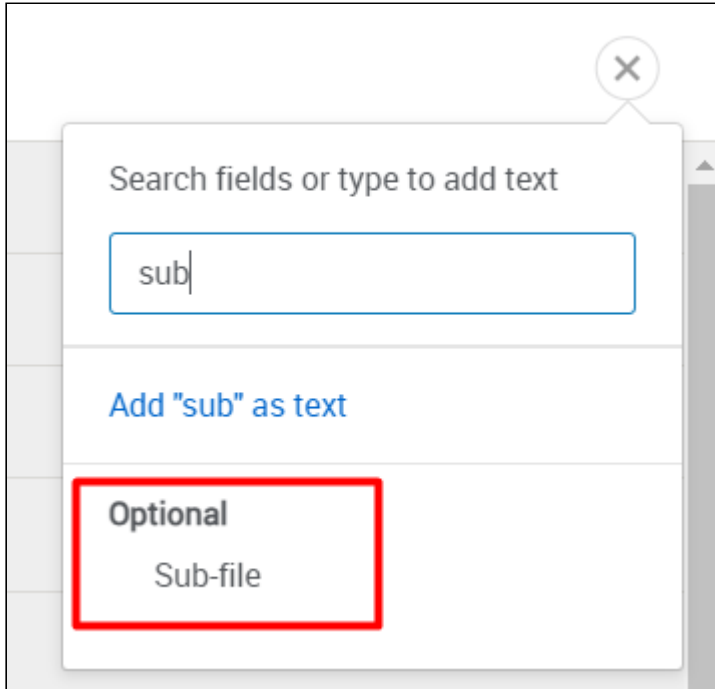 Search fields or type to add text
sub
Add "sub" as text
Optional
Sub-file